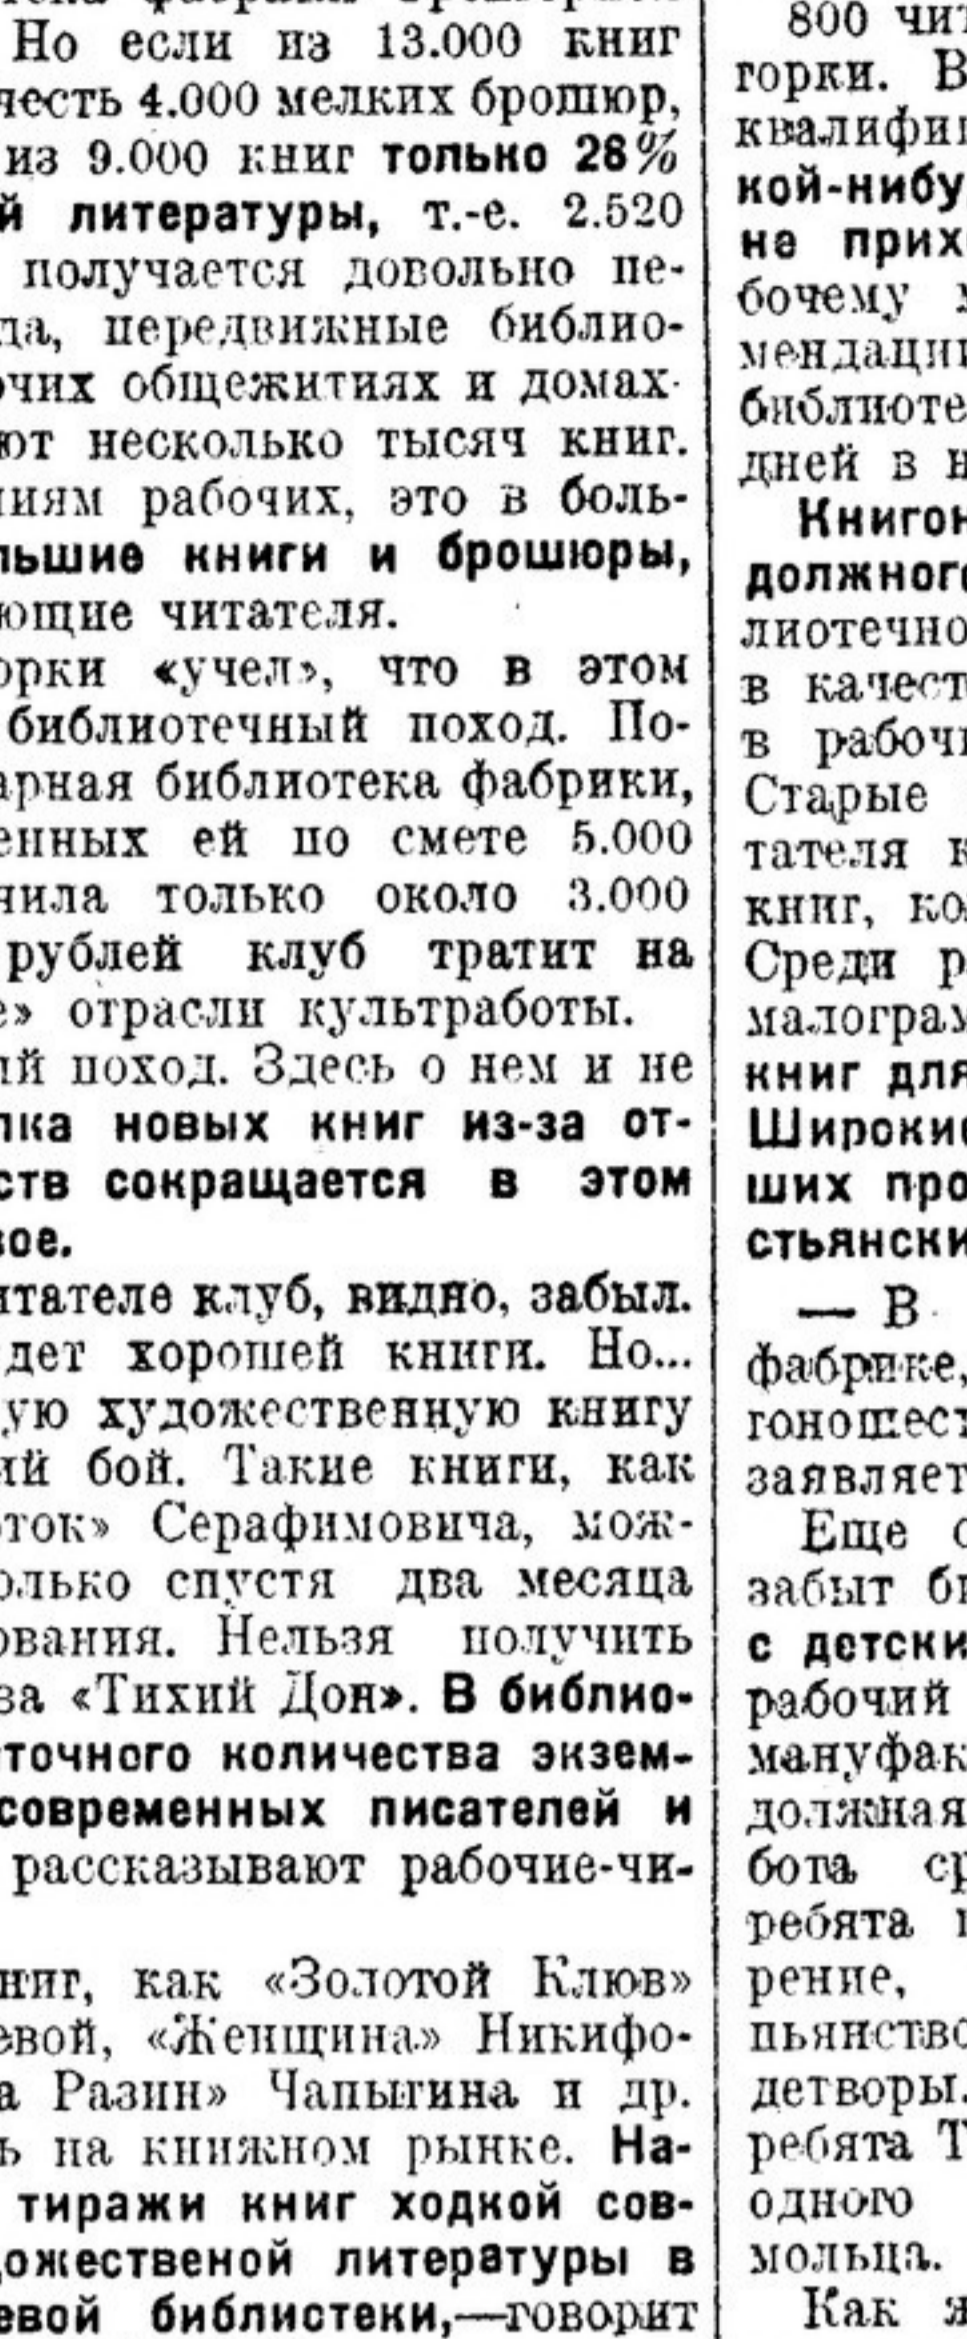 Но если из 13.000 книг
честь 4.000 мелких брошюр,
из 9.000 книг только 28%
й литературы, т.-е. 2.520
получается довольно пе-
да, передвижные библио-
очих общежитиях и домах-
ют несколько тысяч книг.
ниям рабочих, это в боль-
льшие книги и брошюры,
ющие читателя.
орки «учел», что в этом
библиотечный поход. По-
арная библиотека фабрики,
енных ей по смете 5.000
чила только около 3.000
рублей клуб тратит на
е» отрасли культработы.
ий поход. Здесь о нем и не
пка новых книг из-за от-
ств сокращается в этом
вое.
итателе клуб, видно, забыл.
дет хорошей книги. Но...
ую художественную книгу
ий бой. Такие книги, как
оток» Серафимовича, мож-
олько спустя два месяца
ования. Нельзя получить
ва «Тихий Дон». В библио-
точного количества экзем-
современных писателей и
рассказывают рабочие-чи-
ниг, как «Золотой Клюв»
евой, «Женщина» Никифо-
а Разин» Чапыгина и др.
ь на книжном рынке. На-
тиражи книг ходкой сов-
дожественой литературы в
евой библистеки,—говорит
800 чит
горки. В
квалифиц
кой-нибу
не прих
бочему
мендации
библиоте
дней в н
Книгон
должного
лиотечно
в качест
в рабочи
Старые
тателя к
книг, ко
Среди р
малограм
книг для
Широкие
ших про
стьянски
— В
фабрике,
гоношест
заявляет
Еще о
забыт би
с детски
рабочий
мануфак
должная
бота ср
ребята
рение,
пьянство
детворы.
ребята Т
одного
мольца.
Как я